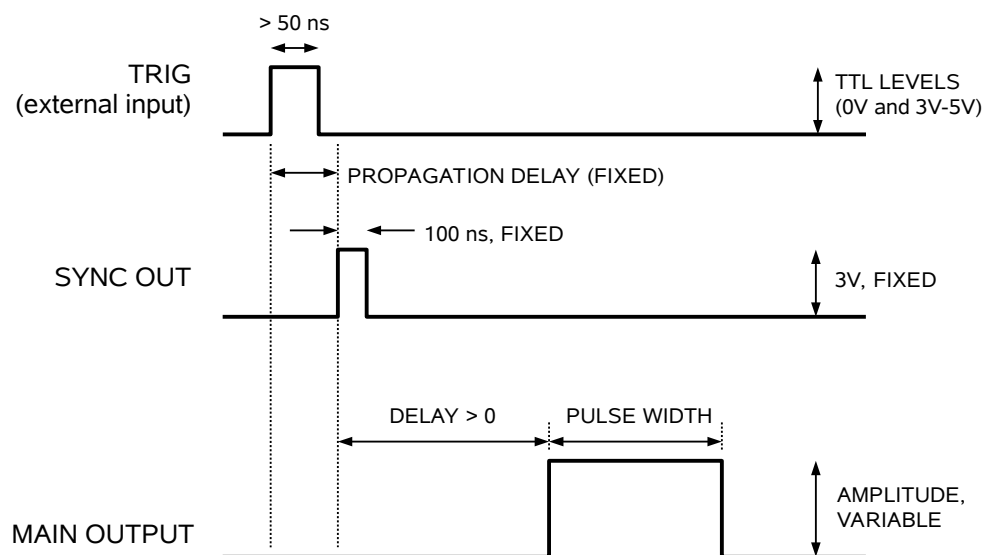 > 50 ns
TRIG
(external input)
TTL LEVELS
(0V and 3V-5V)
PROPAGATION DELAY (FIXED)
100 ns, FIXED
SYNC OUT
3V, FIXED
DELAY > 0
PULSE WIDTH
MAIN OUTPUT
AMPLITUDE,
VARIABLE